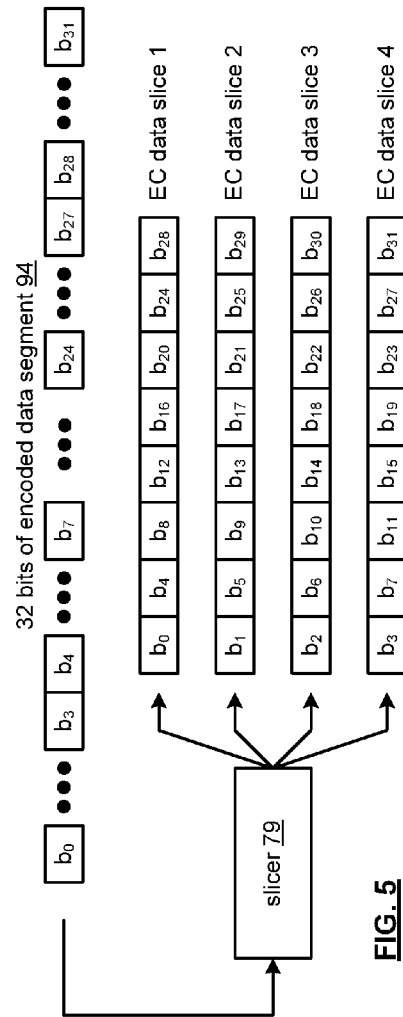 32 bits of encoded data segment 94
b0 ●●● b3 b4 ●●● b7 ●●● b24 ●●● b27 b28 ●●● b31
b0 b4 b8 b12 b16 b20 b24 b28 EC data slice 1
b1 b5 b9 b13 b17 b21 b25 b29 EC data slice 2
slicer 79
b2 b6 b10 b14 b18 b22 b26 b30 EC data slice 3
b3 b7 b11 b15 b19 b23 b27 b31 EC data slice 4
FIG. 5